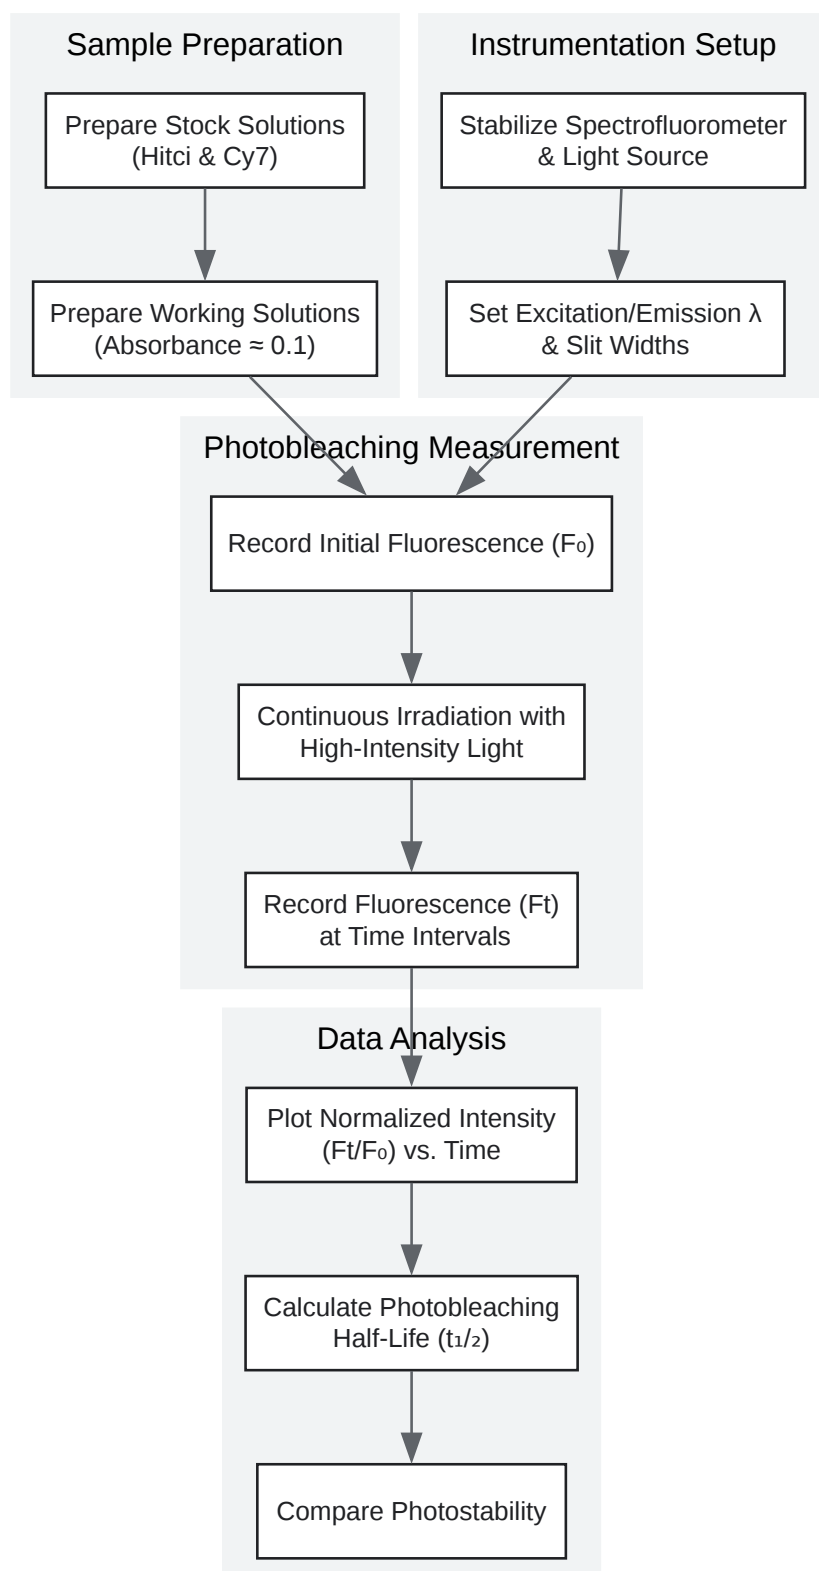 Sample Preparation
Prepare Stock Solutions
(Hitci & Cy7)
Prepare Working Solutions
(Absorbance ≈ 0.1)
Instrumentation Setup
Stabilize Spectrofluorometer
& Light Source
Set Excitation/Emission λ
& Slit Widths
Photobleaching Measurement
Record Initial Fluorescence (F₀)
Continuous Irradiation with
High-Intensity Light
Record Fluorescence (Ft)
at Time Intervals
Data Analysis
Plot Normalized Intensity
(Ft/F₀) vs. Time
Calculate Photobleaching
Half-Life (t₁/₂)
Compare Photostability